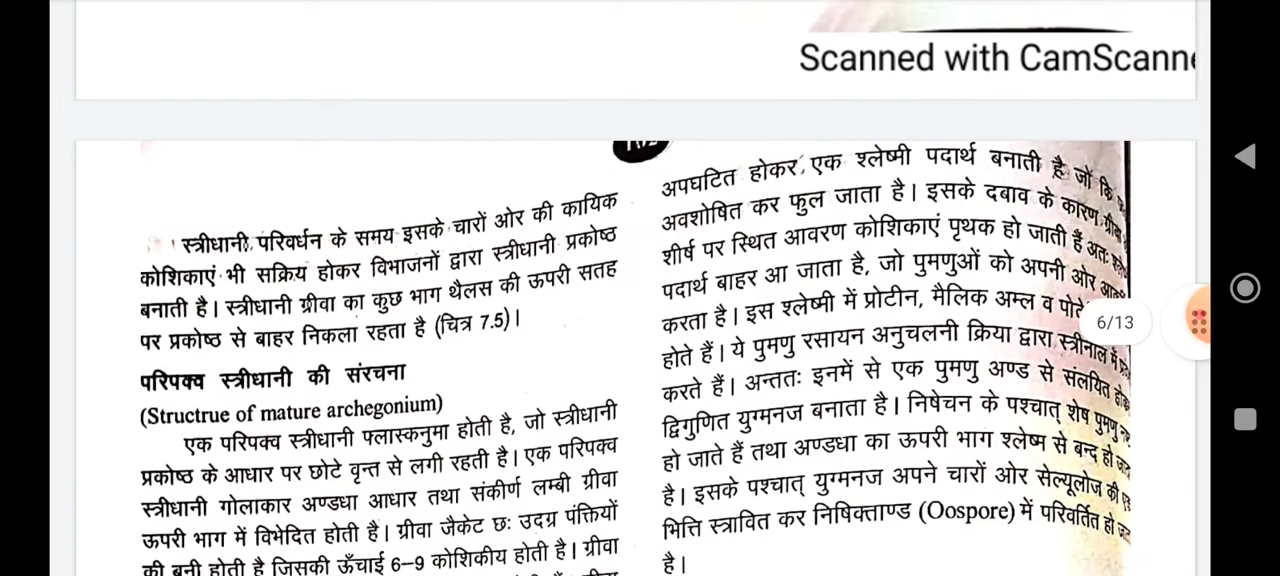 Scanned with CamScann
स्त्रीधानी परिवर्धन के समय इसके चारों ओर की कायिक
कोशिकाएं भी सक्रिय होकर विभाजनों द्वारा स्त्रीधानी प्रकोष्ठ
बनाती है। स्त्रीधानी ग्रीवा का कुछ भाग थैलस की ऊपरी सतह
पर प्रकोष्ठ से बाहर निकला रहता है (चित्र 7.5)।
परिपक्व स्त्रीधानी की संरचना
(Structrue of mature archegonium)
एक परिपक्व स्त्रीधानी फ्लास्कनुमा होती है, जो स्त्रीधानी
प्रकोष्ठ के आधार पर छोटे वृन्त से लगी रहती है। एक परिपक्व
स्त्रीधानी गोलाकार अण्डधा आधार तथा संकीर्ण लम्बी ग्रीवा
ऊपरी भाग में विभेदित होती है। ग्रीवा जैकेट छः उदग्र पंक्तियों
की बनी होती है जिसकी ऊँचाई 6–9 कोशिकीय होती है। ग्रीवा
अपघटित होकर एक श्लेष्मी पदार्थ बनाती है जो कि
अवशोषित कर फुल जाता है। इसके दबाव के कारण ग्रीवा
शीर्ष पर स्थित आवरण कोशिकाएं पृथक हो जाती हैं अतः
पदार्थ बाहर आ जाता है, जो पुमणुओं को अपनी ओर
करता है। इस श्लेष्मी में प्रोटीन, मैलिक अम्ल व
होते हैं। ये पुमणु रसायन अनुचलनी क्रिया द्वारा स्त्रीनाल में
करते हैं। अन्ततः इनमें से एक पुमणु अण्ड से संलयित होकर
द्विगुणित युग्मनज बनाता है। निषेचन के पश्चात् शेष पुमणु
हो जाते हैं तथा अण्डधा का ऊपरी भाग श्लेष्म से बन्द हो
है। इसके पश्चात् युग्मनज अपने चारों ओर सेल्यूलोज की एक
भित्ति स्त्रावित कर निषिक्ताण्ड (Oospore) में परिवर्तित हो
है।
6/13